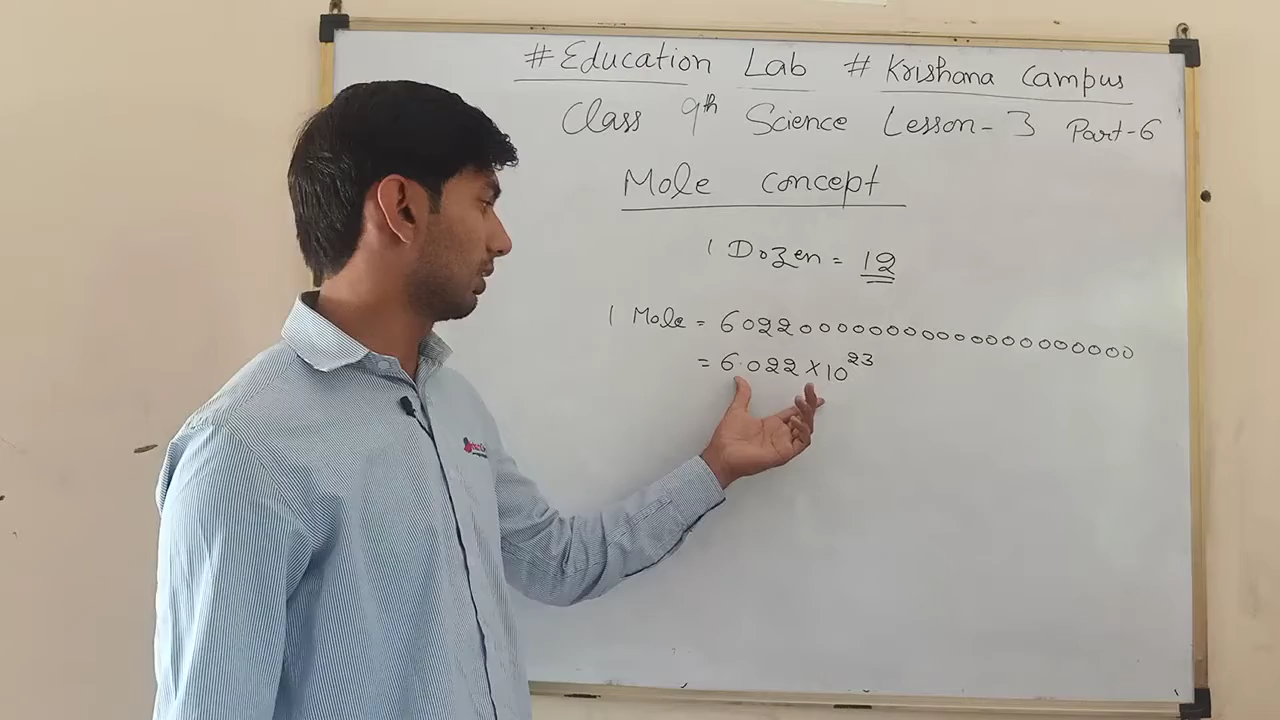 # Education Lab # Krishana Campus
Class 9th Science Lesson - 3 Part-6
Mole concept
1 Dozen = 12
1 Mole = 602200000000000000000000
= 6.022 × 10²³